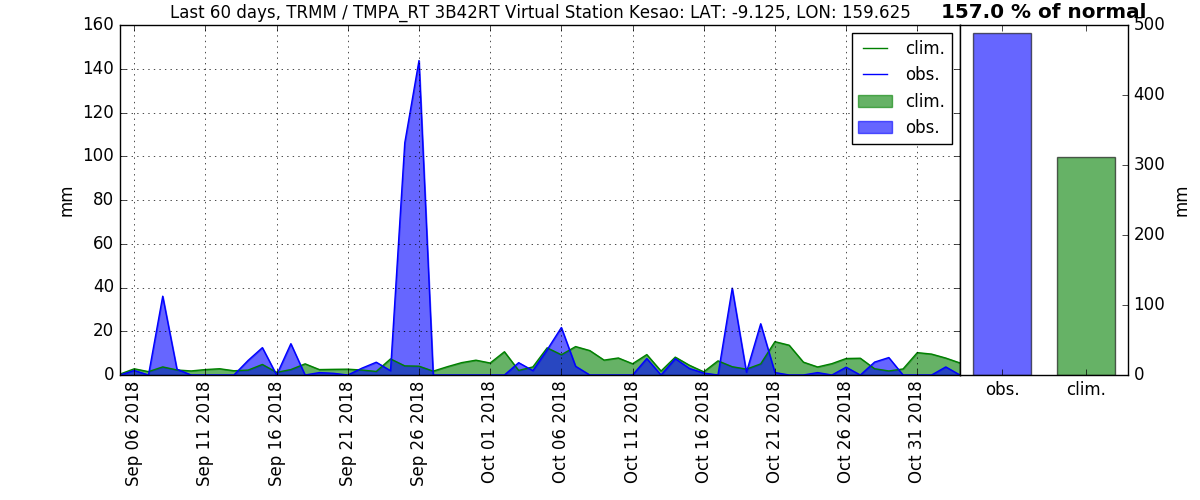 Last 60 days, TRMM / TMPA_RT 3B42RT Virtual Station Kesao: LAT: -9.125, LON: 159.625
157.0 % of normal
160
140
120
100
80
60
40
20
0
mm
clim.
obs.
clim.
obs.
Sep 06 2018
Sep 11 2018
Sep 16 2018
Sep 21 2018
Sep 26 2018
Oct 01 2018
Oct 06 2018
Oct 11 2018
Oct 16 2018
Oct 21 2018
Oct 26 2018
Oct 31 2018
500
400
300
200
100
0
mm
obs.
clim.